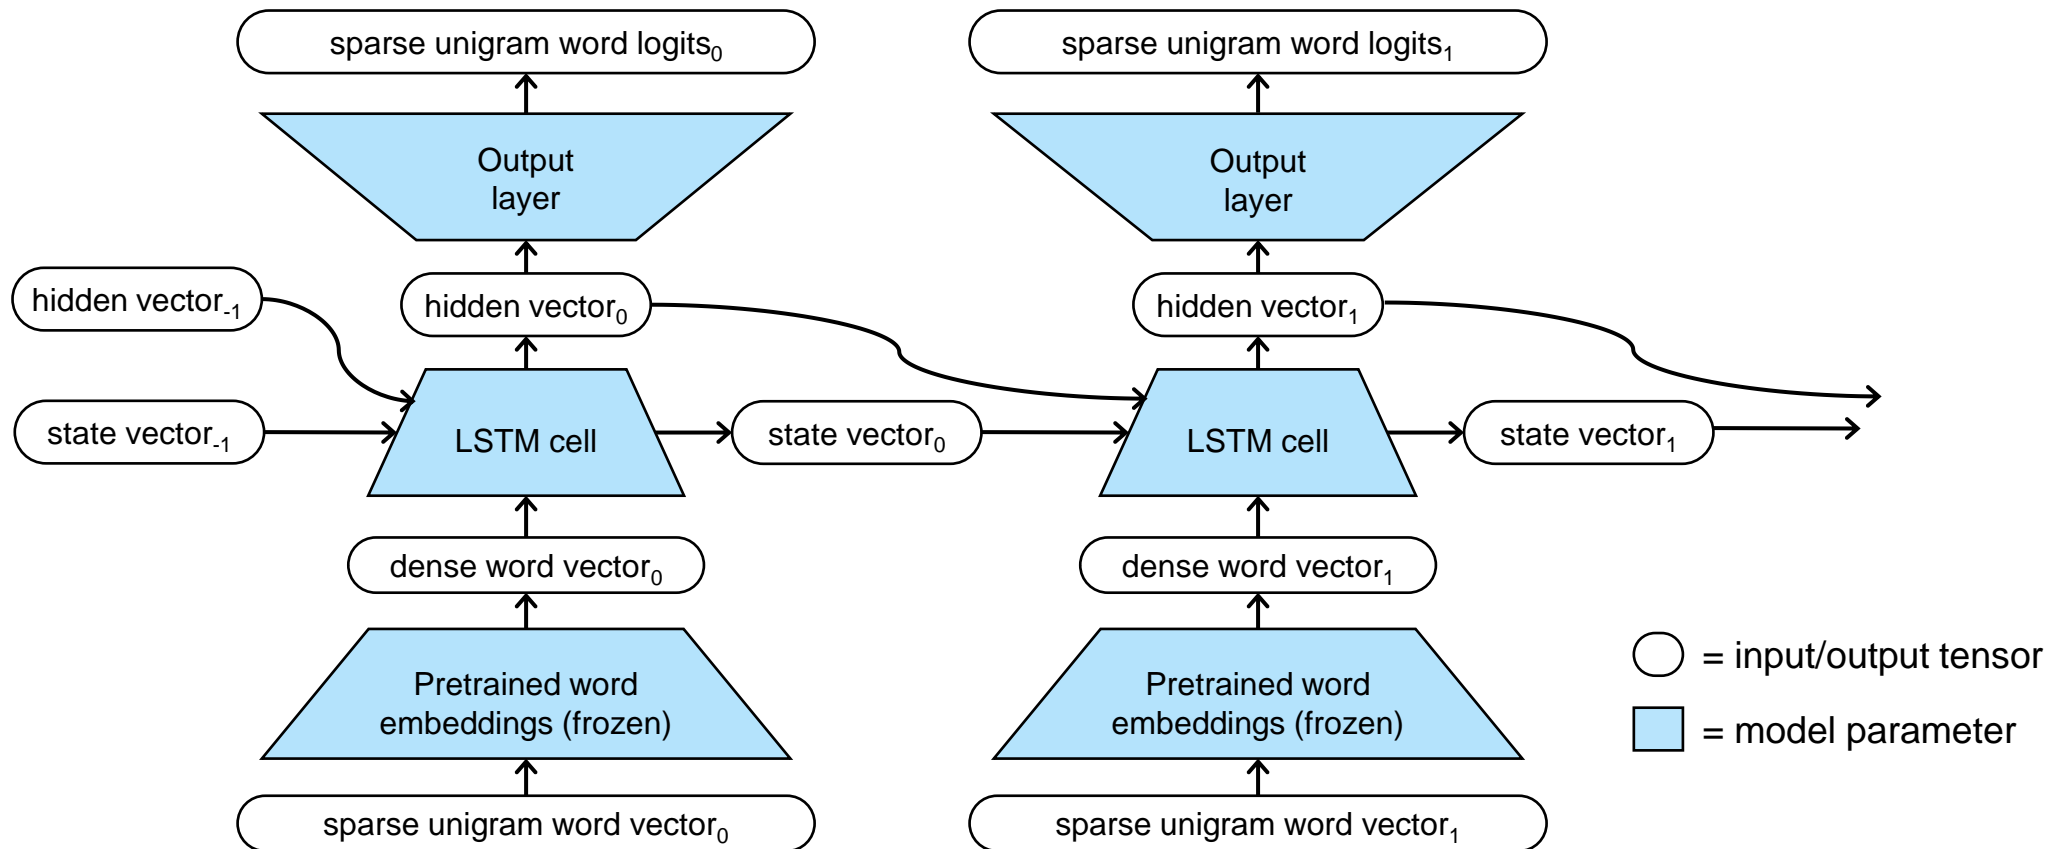 sparse unigram word logits0
sparse unigram word logits1
Output
layer
Output
layer
hidden vector-1
hidden vector0
hidden vector1
state vector-1
LSTM cell
state vector0
LSTM cell
state vector1
dense word vector0
dense word vector1
Pretrained word
embeddings (frozen)
Pretrained word
embeddings (frozen)
= input/output tensor
= model parameter
sparse unigram word vector0
sparse unigram word vector1